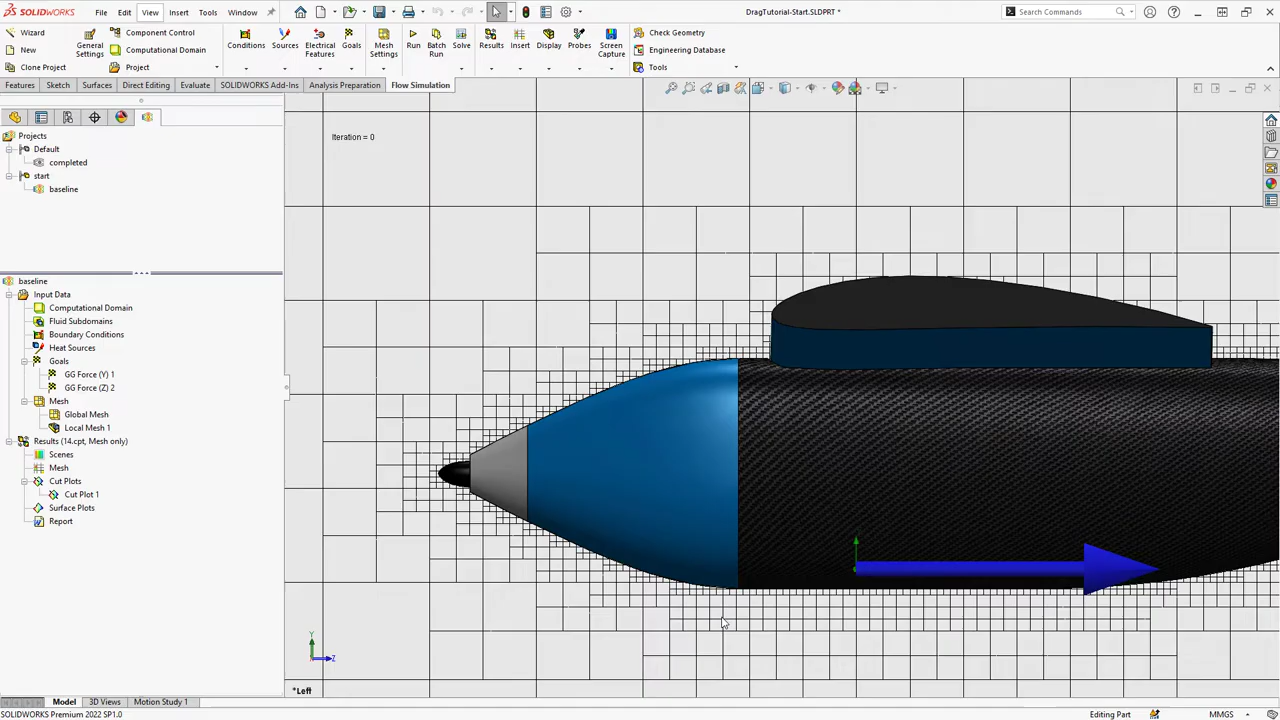 SOLIDWORKS File Edit View Insert Tools Window DragTutorial-Start.SLDPRT * Search Commands
Wizard
New
Clone Project
General Settings
Component Control
Computational Domain
Project
Conditions
Sources
Electrical Features
Goals
Mesh Settings
Run
Batch Run
Solve
Results
Insert
Display
Probes
Screen Capture
Check Geometry
Engineering Database
Tools
Features Sketch Surfaces Direct Editing Evaluate SOLIDWORKS Add-Ins Analysis Preparation Flow Simulation
Projects
Default
completed
start
baseline
baseline
Input Data
Computational Domain
Fluid Subdomains
Boundary Conditions
Heat Sources
Goals
GG Force (Y) 1
GG Force (Z) 2
Mesh
Global Mesh
Local Mesh 1
Results (14.cpt, Mesh only)
Scenes
Mesh
Cut Plots
Cut Plot 1
Surface Plots
Report
Iteration = 0
Y
Z
*Left
Model 3D Views Motion Study 1
SOLIDWORKS Premium 2022 SP1.0 Editing Part MMGS